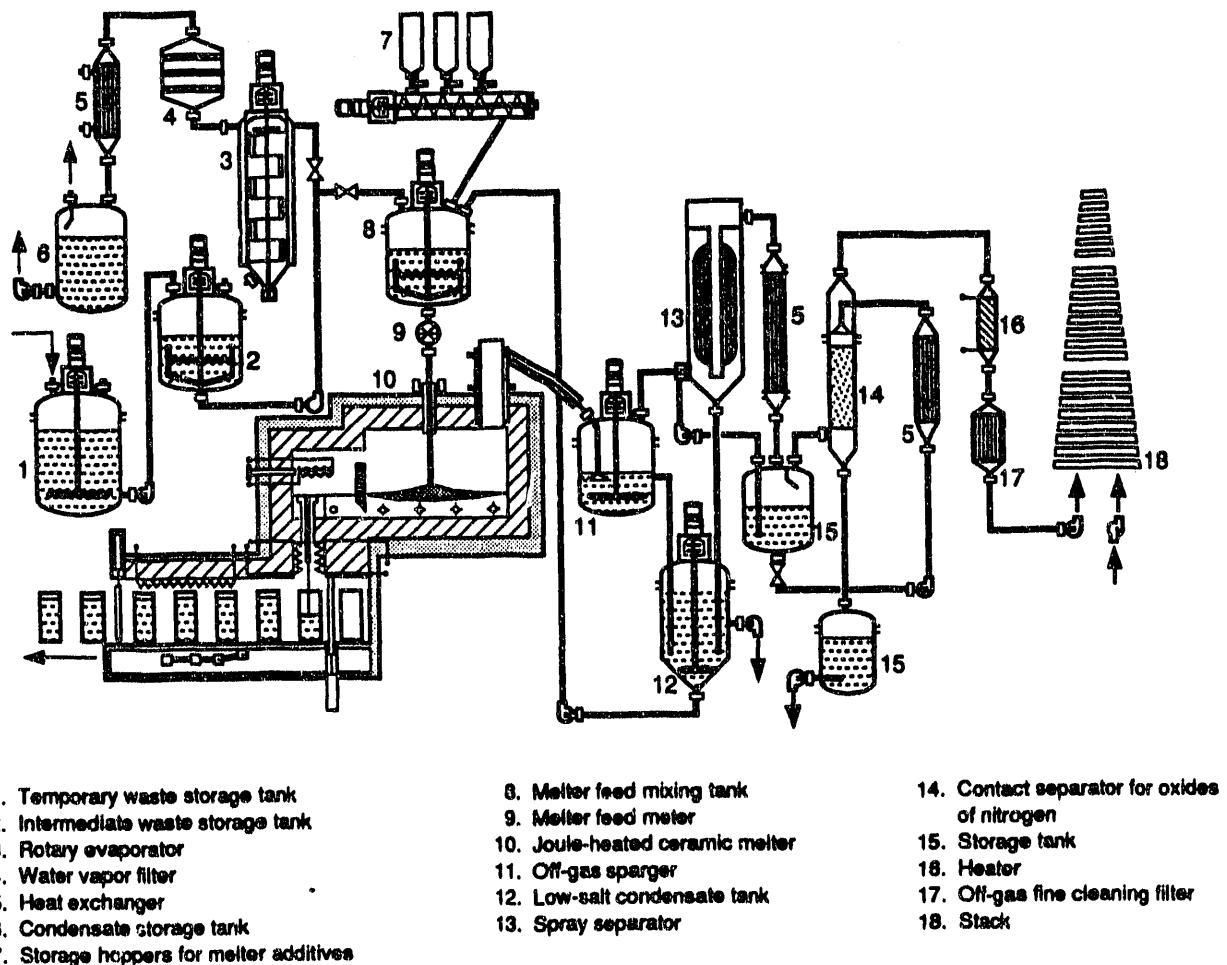 7
5
4
3
6
8
2
9
13
5
16
10
14
5
1
17
18
11
15
12
15
. Temporary waste storage tank
. Intermediate waste storage tank
. Rotary evaporator
. Water vapor filter
. Heat exchanger
. Condensate storage tank
. Storage hoppers for melter additives
8. Melter feed mixing tank
9. Melter feed meter
10. Joule-heated ceramic melter
11. Off-gas sparger
12. Low-salt condensate tank
13. Spray separator
14. Contact separator for oxides
of nitrogen
15. Storage tank
16. Heater
17. Off-gas fine cleaning filter
18. Stack